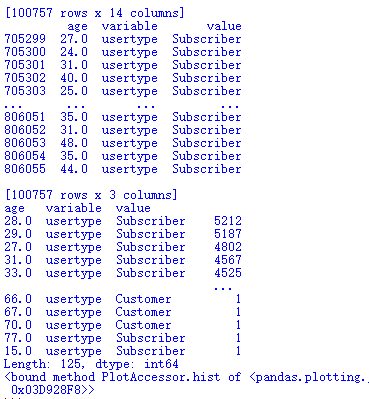 [100757 rows x 14 columns]
age variable value
705299 27.0 usertype Subscriber
705300 24.0 usertype Subscriber
705301 31.0 usertype Subscriber
705302 40.0 usertype Subscriber
705303 25.0 usertype Subscriber
... ... ... ...
806051 35.0 usertype Subscriber
806052 31.0 usertype Subscriber
806053 48.0 usertype Subscriber
806054 35.0 usertype Subscriber
806055 44.0 usertype Subscriber
[100757 rows x 3 columns]
age variable value
28.0 usertype Subscriber 5212
29.0 usertype Subscriber 5187
27.0 usertype Subscriber 4802
31.0 usertype Subscriber 4567
33.0 usertype Subscriber 4525
...
66.0 usertype Customer 1
67.0 usertype Customer 1
70.0 usertype Customer 1
77.0 usertype Subscriber 1
15.0 usertype Subscriber 1
Length: 125, dtype: int64
<bound method PlotAccessor.hist of <pandas.plotting.
0x03D928F8>>